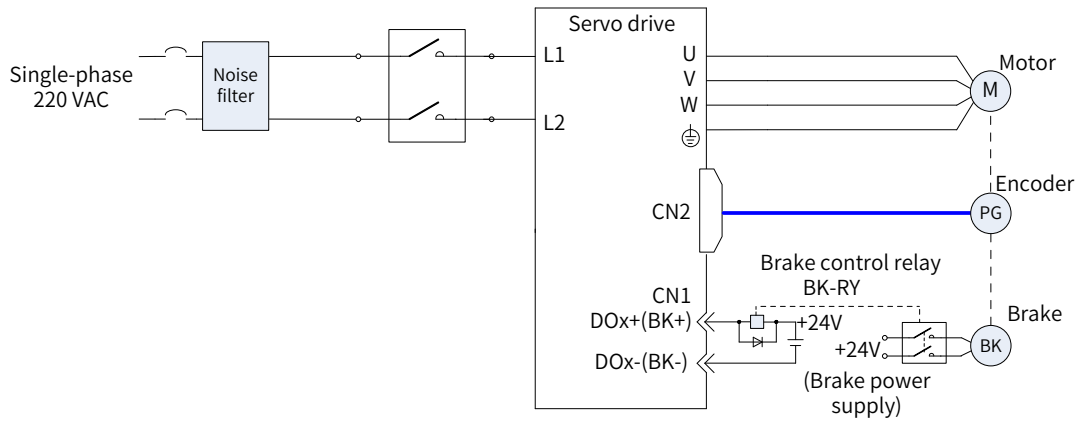 Servo drive
Single-phase
220 VAC
Noise
filter
L1
L2
U
V
W
Motor
M
Encoder
CN2
PG
Brake control relay
BK-RY
CN1
DOx+(BK+)
+24V
DOx-(BK-)
+24V
Brake
BK
(Brake power
supply)